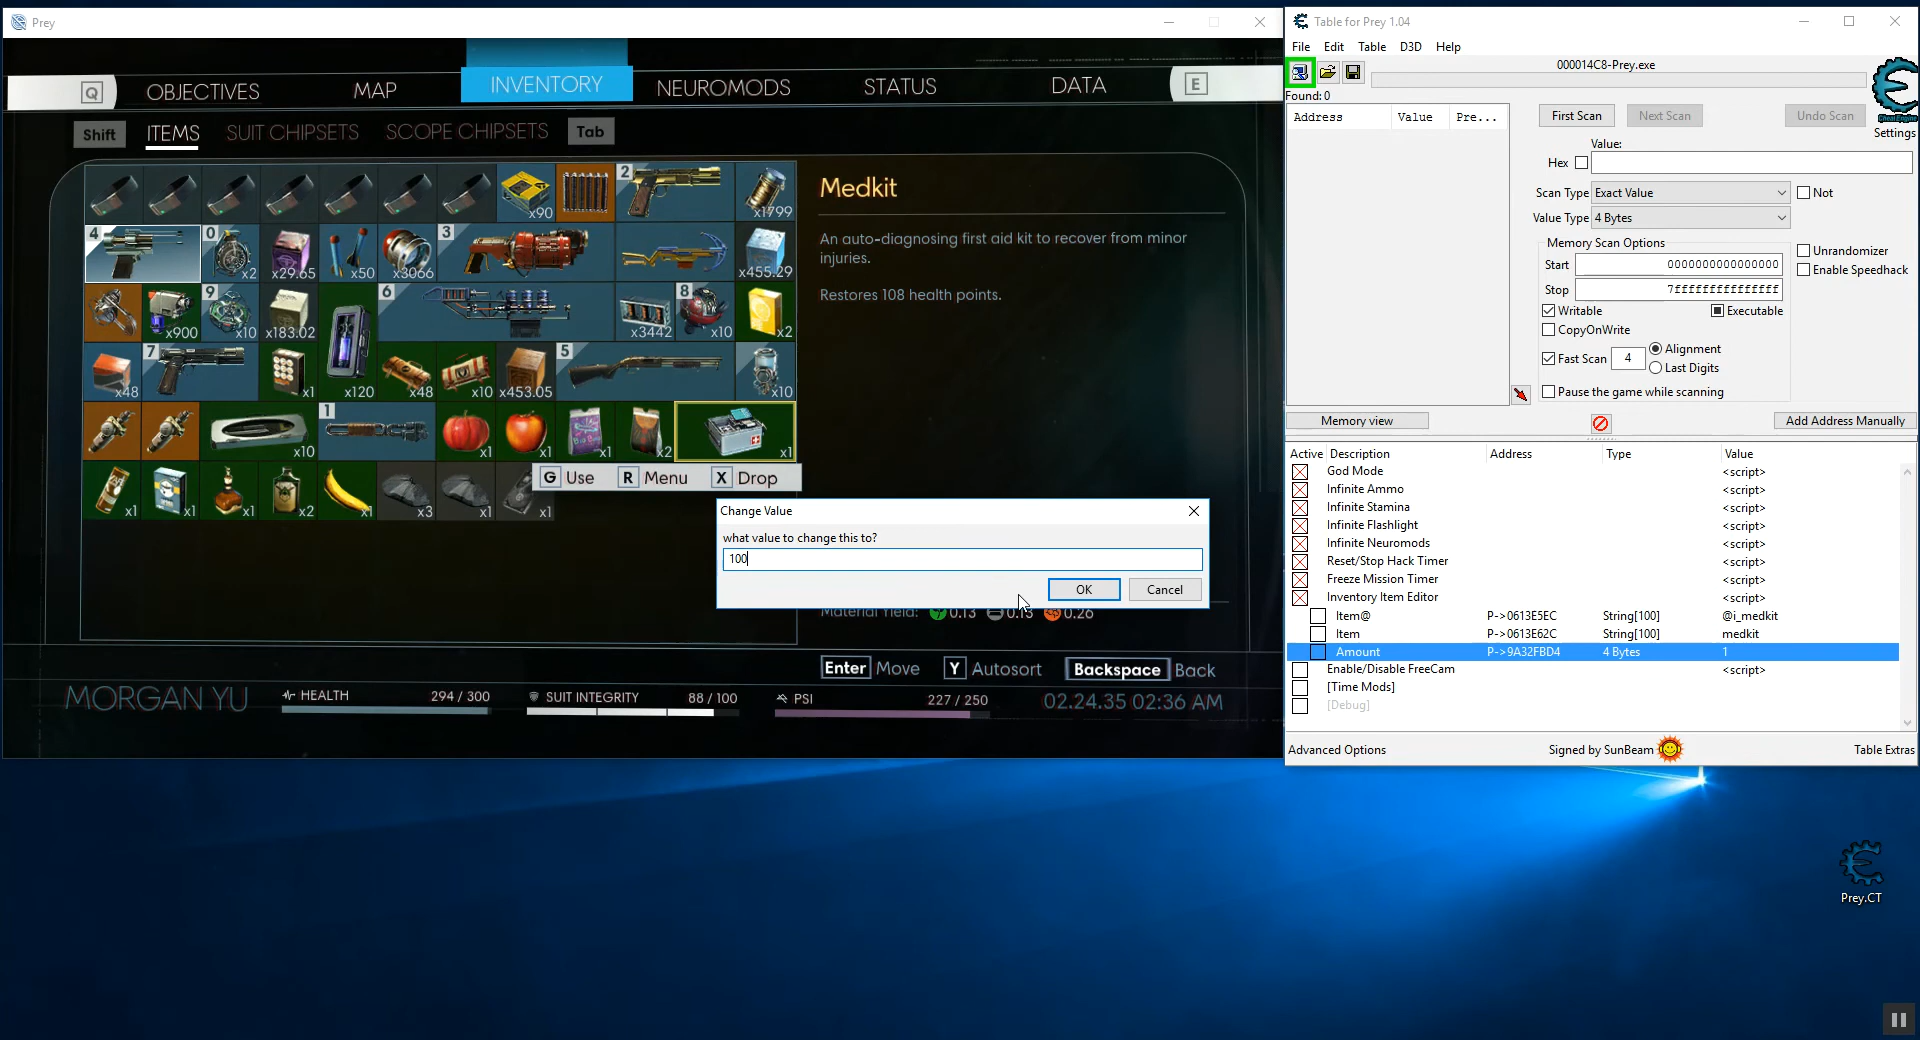 Prey
Q OBJECTIVES MAP INVENTORY NEUROMODS STATUS DATA E
Shift ITEMS SUIT CHIPSETS SCOPE CHIPSETS Tab
x90 2 x1799
4 0 x2 x29.65 x50 x3066 3 x455.29
x900 9 x10 x183.02 6 x3442 8 x10 x2
x48 7 x1 x120 x48 x10 x453.05 5 x10
x10 1 x1 x1 x1 x2 x1
G Use R Menu X Drop
x1 x1 x1 x2 x1 x3 x1 x1
Medkit
An auto-diagnosing first aid kit to recover from minor
injuries.
Restores 108 health points.
Change Value
what value to change this to?
100
OK Cancel
Material Yield: 0.13 0.13 0.26
Enter Move Y Autosort Backspace Back
MORGAN YU HEALTH 294 / 300 SUIT INTEGRITY 88 / 100 PSI 227 / 250 02.24.35 02:36 AM
Table for Prey 1.04
File Edit Table D3D Help
000014C8-Prey.exe
Found: 0
Address Value Pre...
First Scan Next Scan Undo Scan
Cheat Engine
Settings
Value:
Hex
Scan Type Exact Value Not
Value Type 4 Bytes
Memory Scan Options
Unrandomizer
Start 0000000000000000
Enable Speedhack
Stop 7fffffffffffffff
Writable Executable
CopyOnWrite
Fast Scan 4 Alignment
Last Digits
Pause the game while scanning
Memory view Add Address Manually
Active Description Address Type Value
God Mode <script>
Infinite Ammo <script>
Infinite Stamina <script>
Infinite Flashlight <script>
Infinite Neuromods <script>
Reset/Stop Hack Timer <script>
Freeze Mission Timer <script>
Inventory Item Editor <script>
Item@ P->0613E5EC String[100] @i_medkit
Item P->0613E62C String[100] medkit
Amount P->9A32FBD4 4 Bytes 1
Enable/Disable FreeCam <script>
[Time Mods]
[Debug]
Advanced Options Signed by SunBeam Table Extras
Prey.CT